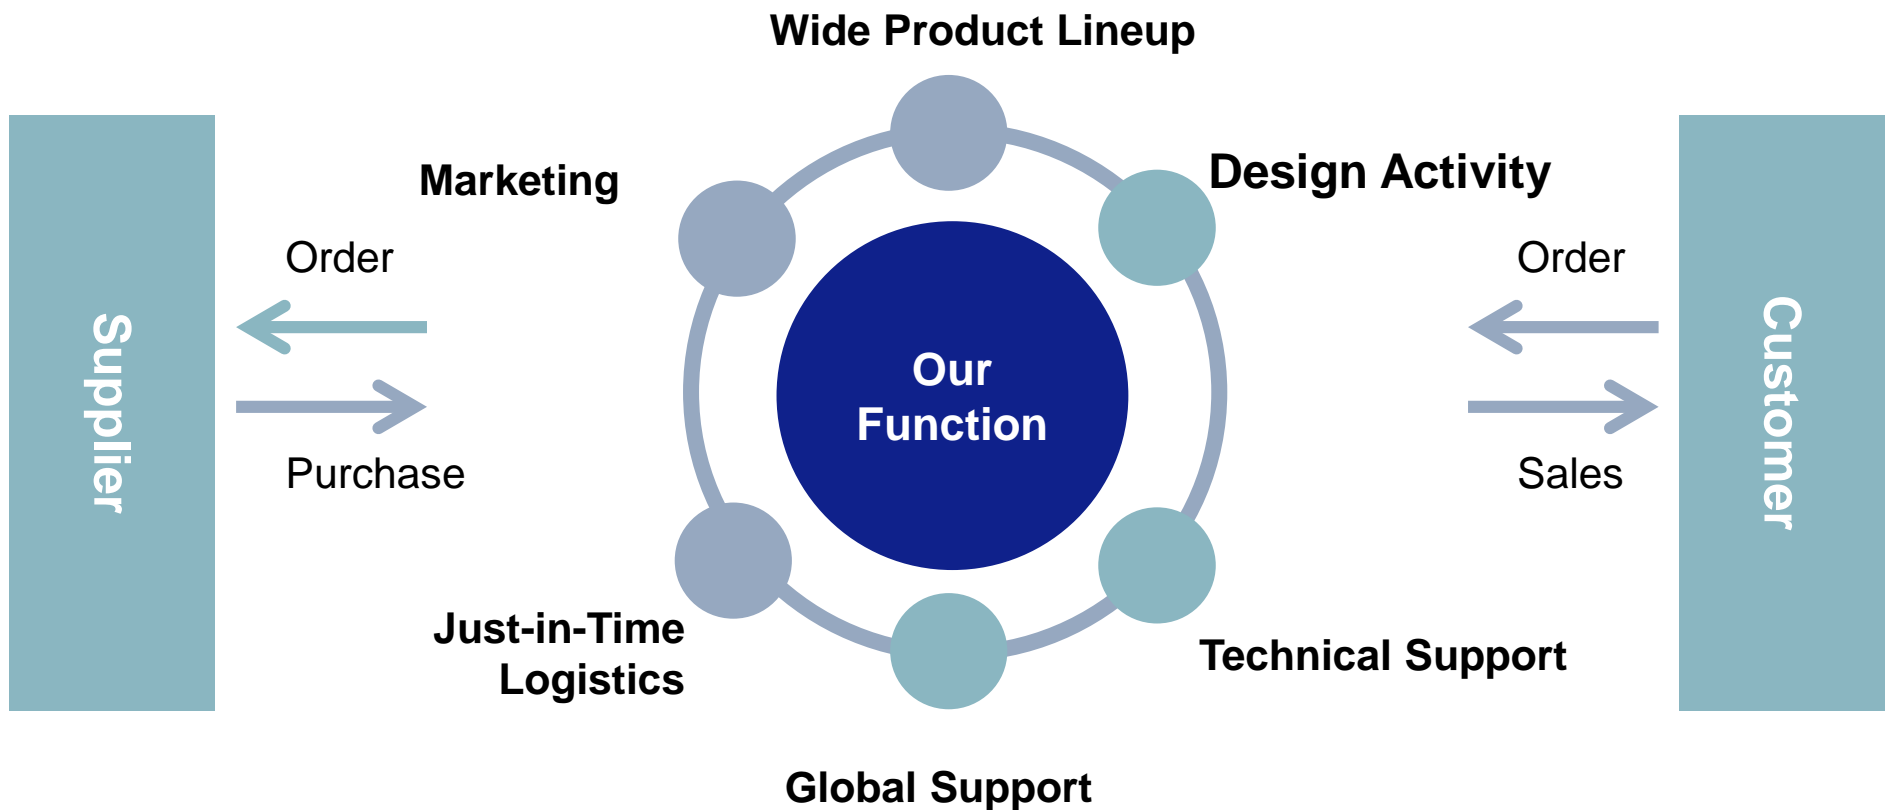 Wide Product Lineup
Marketing
Design Activity
Order
Order
Supplier
Our
Function
Customer
Purchase
Sales
Just-in-Time
Logistics
Technical Support
Global Support